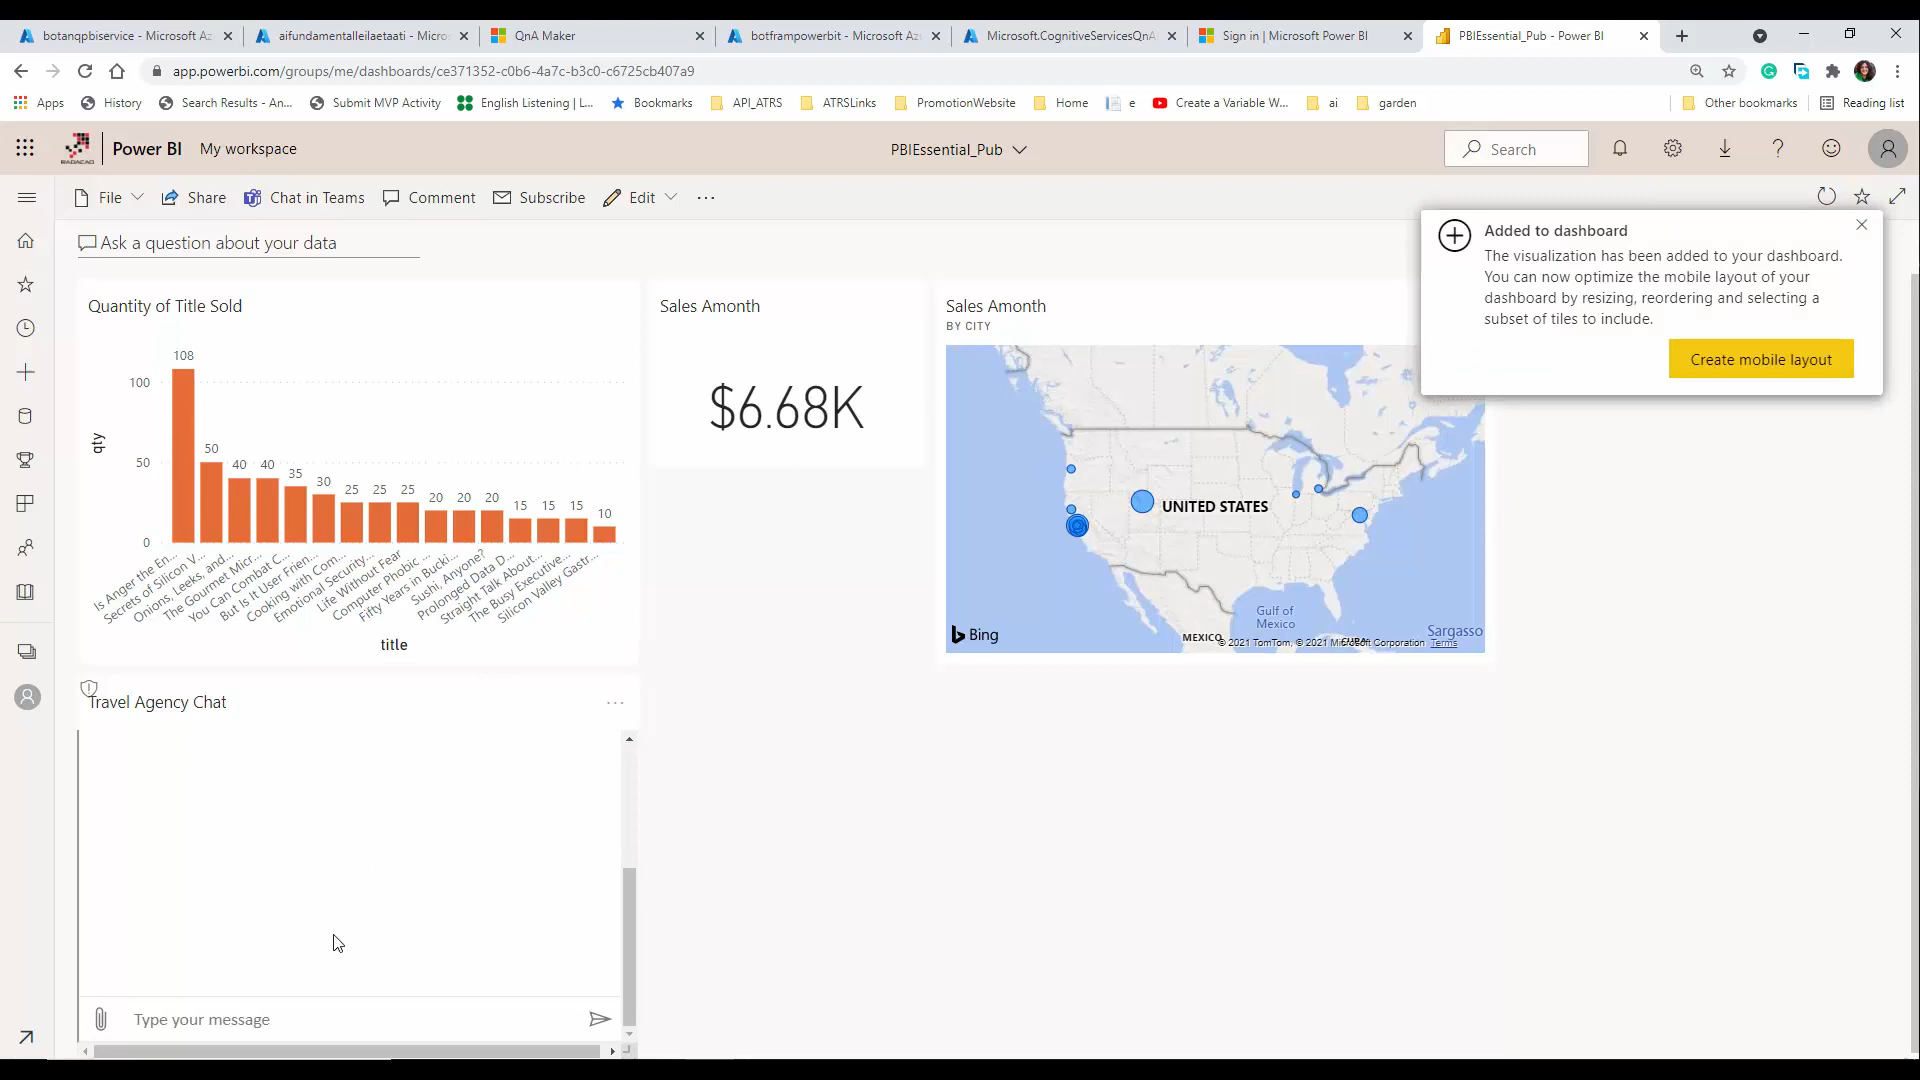 botanqpbiservice - Microsoft Az
aifundamentalleilaetaati - Micro
QnA Maker
botframpowerbit - Microsoft Azu
Microsoft.CognitiveServicesQnA
Sign in | Microsoft Power BI
PBIEssential_Pub - Power BI
app.powerbi.com/groups/me/dashboards/ce371352-c0b6-4a7c-b3c0-c6725cb407a9
Apps
History
Search Results - An...
Submit MVP Activity
English Listening | L...
Bookmarks
API_ATRS
ATRSLinks
PromotionWebsite
Home
e
Create a Variable W...
ai
garden
Other bookmarks
Reading list
RADACAD
Power BI
My workspace
PBIEssential_Pub
Search
File
Share
Chat in Teams
Comment
Subscribe
Edit
Ask a question about your data
Added to dashboard
The visualization has been added to your dashboard.
You can now optimize the mobile layout of your
dashboard by resizing, reordering and selecting a
subset of tiles to include.
Create mobile layout
Quantity of Title Sold
qty
100
50
0
108
50
40
40
35
30
25
25
25
20
20
20
15
15
15
10
Is Anger the En...
Secrets of Silicon V...
Onions, Leeks, and...
The Gourmet Micr...
You Can Combat C...
But Is It User Frien...
Cooking with Com...
Emotional Security...
Life Without Fear
Computer Phobic ...
Fifty Years in Bucki...
Sushi, Anyone?
Prolonged Data D...
Straight Talk About...
The Busy Executive...
Silicon Valley Gastr...
title
Sales Amonth
$6.68K
Sales Amonth
BY CITY
UNITED STATES
Gulf of
Mexico
MEXICO
CUBA
Sargasso
Bing
© 2021 TomTom, © 2021 Microsoft Corporation Terms
Travel Agency Chat
Type your message